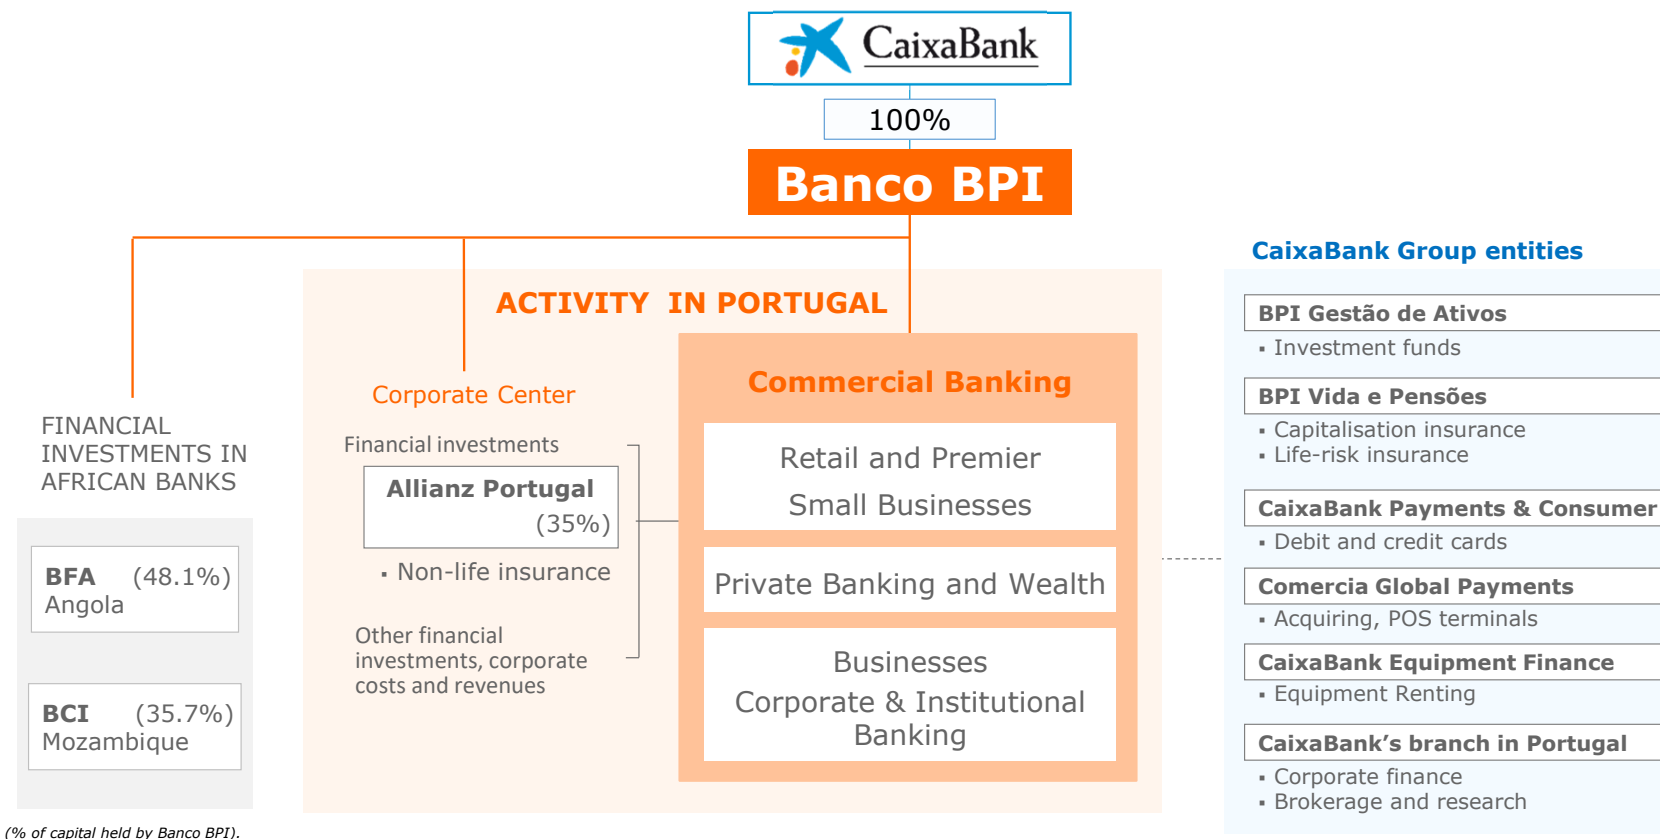 CaixaBank
100%
Banco BPI
FINANCIAL
INVESTMENTS IN
AFRICAN BANKS
BFA (48.1%)
Angola
BCI (35.7%)
Mozambique
(% of capital held by Banco BPI).
ACTIVITY IN PORTUGAL
Corporate Center
Financial investments
Allianz Portugal
(35%)
▪ Non-life insurance
Other financial
investments, corporate
costs and revenues
Commercial Banking
Retail and Premier
Small Businesses
Private Banking and Wealth
Businesses
Corporate & Institutional
Banking
CaixaBank Group entities
BPI Gestão de Ativos
▪ Investment funds
BPI Vida e Pensões
▪ Capitalisation insurance
▪ Life-risk insurance
CaixaBank Payments & Consumer
▪ Debit and credit cards
Comercia Global Payments
▪ Acquiring, POS terminals
CaixaBank Equipment Finance
▪ Equipment Renting
CaixaBank’s branch in Portugal
▪ Corporate finance
▪ Brokerage and research